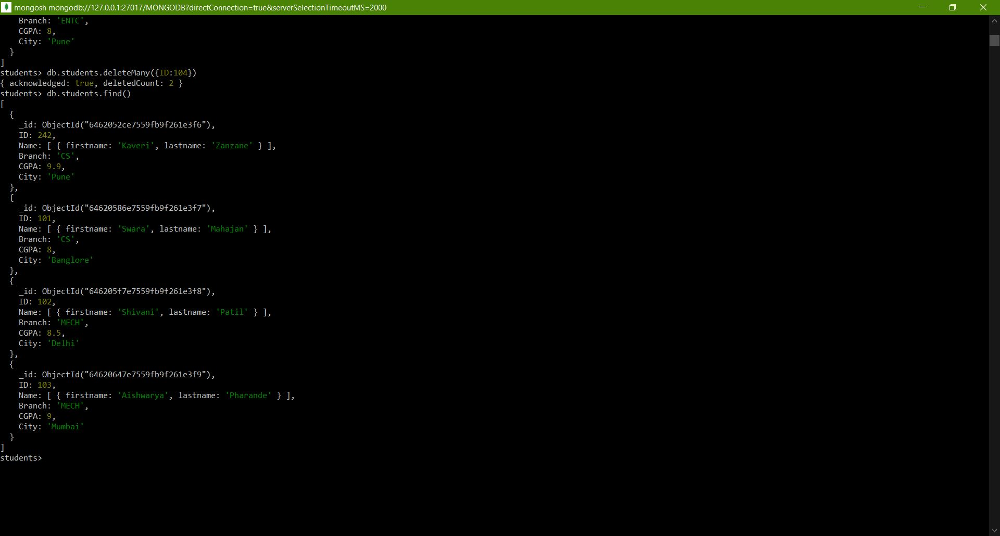 mongosh mongodb://127.0.0.1:27017/MONGODB?directConnection=true&serverSelectionTimeoutMS=2000
    Branch: 'ENTC',
    CGPA: 8,
    City: 'Pune'
  }
]
students> db.students.deleteMany({ID:104})
{ acknowledged: true, deletedCount: 2 }
students> db.students.find()
[
  {
    _id: ObjectId("6462052ce7559fb9f261e3f6"),
    ID: 242,
    Name: [ { firstname: 'Kaveri', lastname: 'Zanzane' } ],
    Branch: 'CS',
    CGPA: 9.9,
    City: 'Pune'
  },
  {
    _id: ObjectId("64620586e7559fb9f261e3f7"),
    ID: 101,
    Name: [ { firstname: 'Swara', lastname: 'Mahajan' } ],
    Branch: 'CS',
    CGPA: 8,
    City: 'Banglore'
  },
  {
    _id: ObjectId("646205f7e7559fb9f261e3f8"),
    ID: 102,
    Name: [ { firstname: 'Shivani', lastname: 'Patil' } ],
    Branch: 'MECH',
    CGPA: 8.5,
    City: 'Delhi'
  },
  {
    _id: ObjectId("64620647e7559fb9f261e3f9"),
    ID: 103,
    Name: [ { firstname: 'Aishwarya', lastname: 'Pharande' } ],
    Branch: 'MECH',
    CGPA: 9,
    City: 'Mumbai'
  }
]
students>